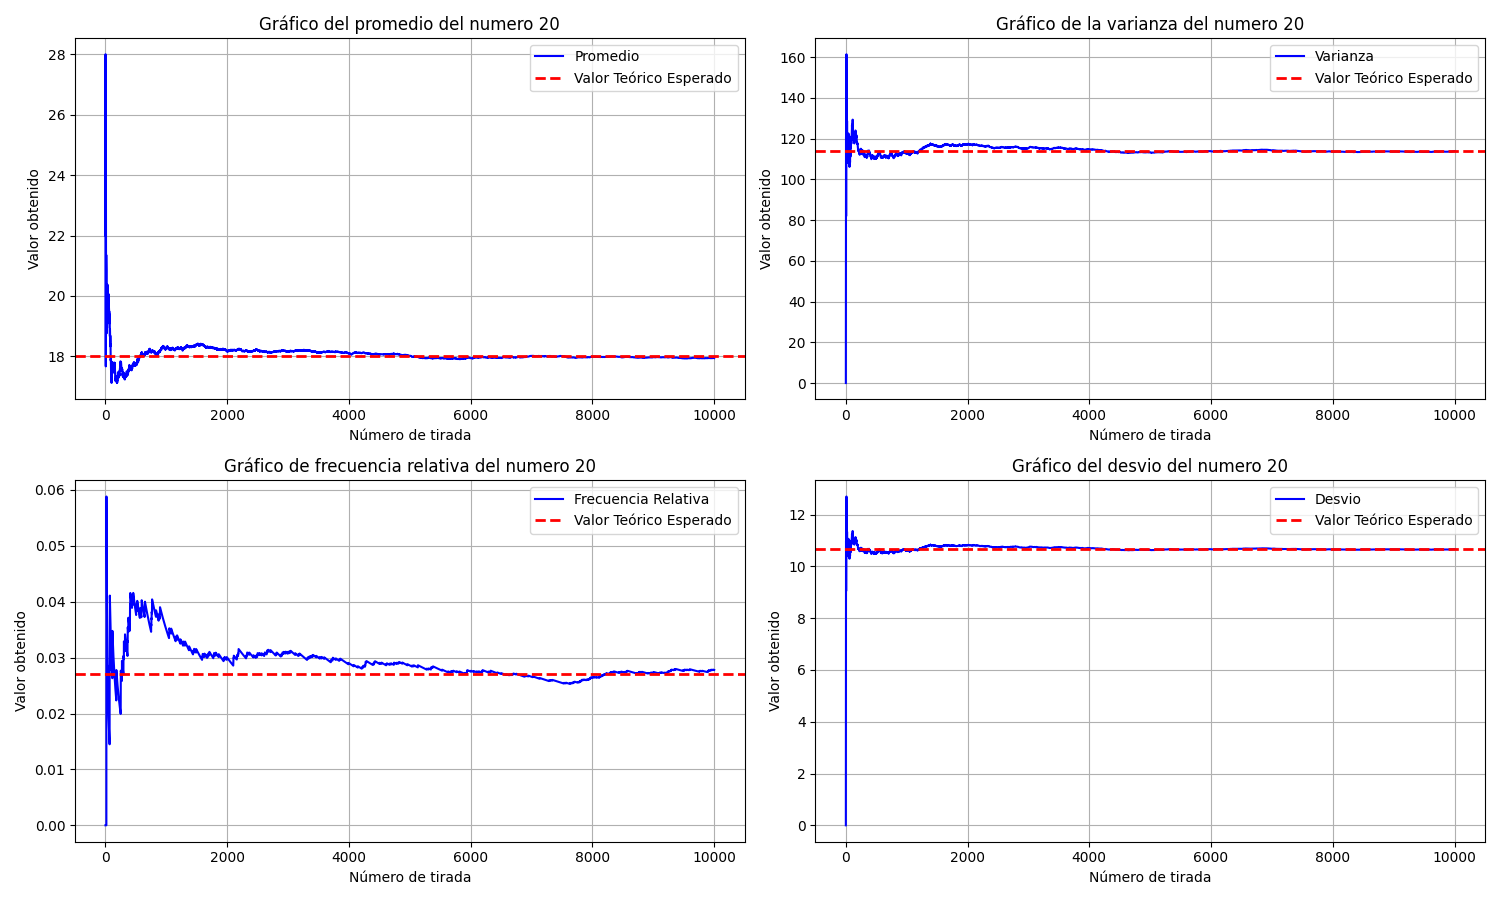 Gráfico del promedio del numero 20
Valor obtenido
28
26
24
22
20
18
Promedio
Valor Teórico Esperado
0 2000 4000 6000 8000 10000
Número de tirada
Gráfico de la varianza del numero 20
Valor obtenido
160
140
120
100
80
60
40
20
0
Varianza
Valor Teórico Esperado
0 2000 4000 6000 8000 10000
Número de tirada
Gráfico de frecuencia relativa del numero 20
Valor obtenido
0.06
0.05
0.04
0.03
0.02
0.01
0.00
Frecuencia Relativa
Valor Teórico Esperado
0 2000 4000 6000 8000 10000
Número de tirada
Gráfico del desvio del numero 20
Valor obtenido
12
10
8
6
4
2
0
Desvio
Valor Teórico Esperado
0 2000 4000 6000 8000 10000
Número de tirada